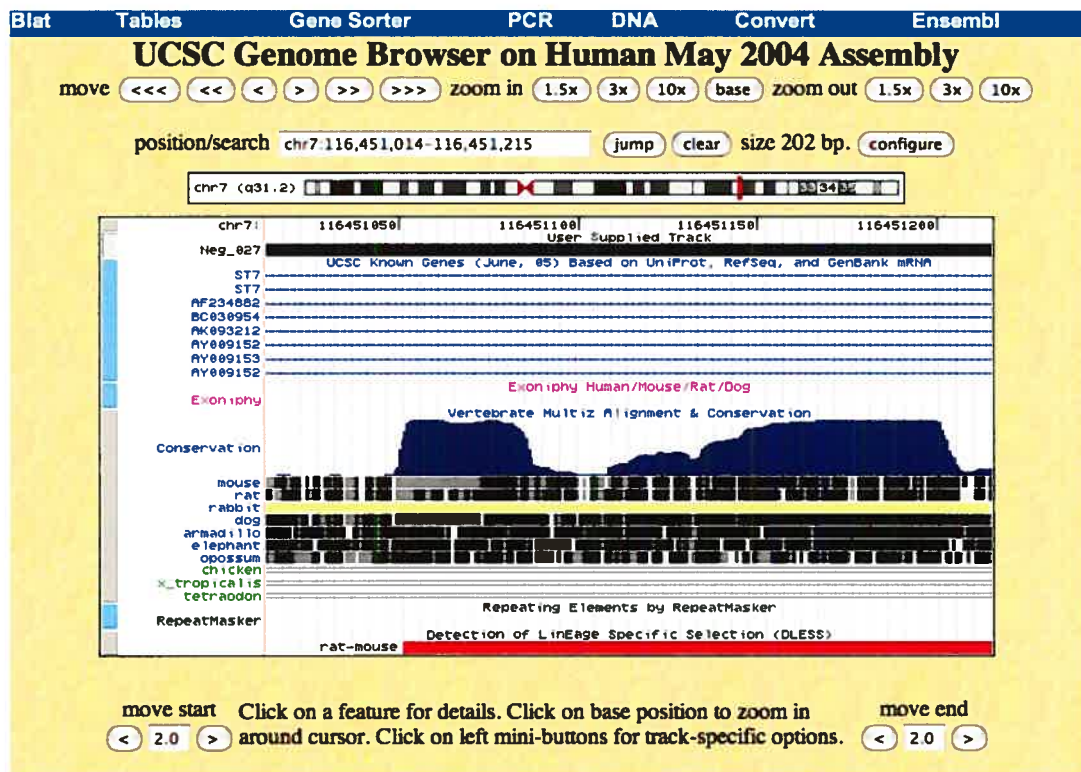 Blat Tables Gene Sorter PCR DNA Convert Ensembl
UCSC Genome Browser on Human May 2004 Assembly
move <<< << < > >> >>> zoom in 1.5x 3x 10x base zoom out 1.5x 3x 10x
position/search chr7:116,451,014-116,451,215 jump clear size 202 bp. configure
chr7 (q31.2) 33 34 35
chr7: 116451050| 116451100| 116451150| 116451200|
User Supplied Track
Neg_027
UCSC Known Genes (June, 05) Based on UniProt, RefSeq, and GenBank mRNA
ST7
ST7
AF234882
BC030954
AK093212
AY009152
AY009153
AY009152
Exoniphy Human/Mouse/Rat/Dog
Exoniphy
Vertebrate Multiz Alignment & Conservation
Conservation
mouse
rat
rabbit
dog
armadillo
elephant
opossum
chicken
x_tropicalis
tetraodon
Repeating Elements by RepeatMasker
RepeatMasker
Detection of LinEage Specific Selection (DLESS)
rat-mouse
move start Click on a feature for details. Click on base position to zoom in move end
< 2.0 > around cursor. Click on left mini-buttons for track-specific options. < 2.0 >